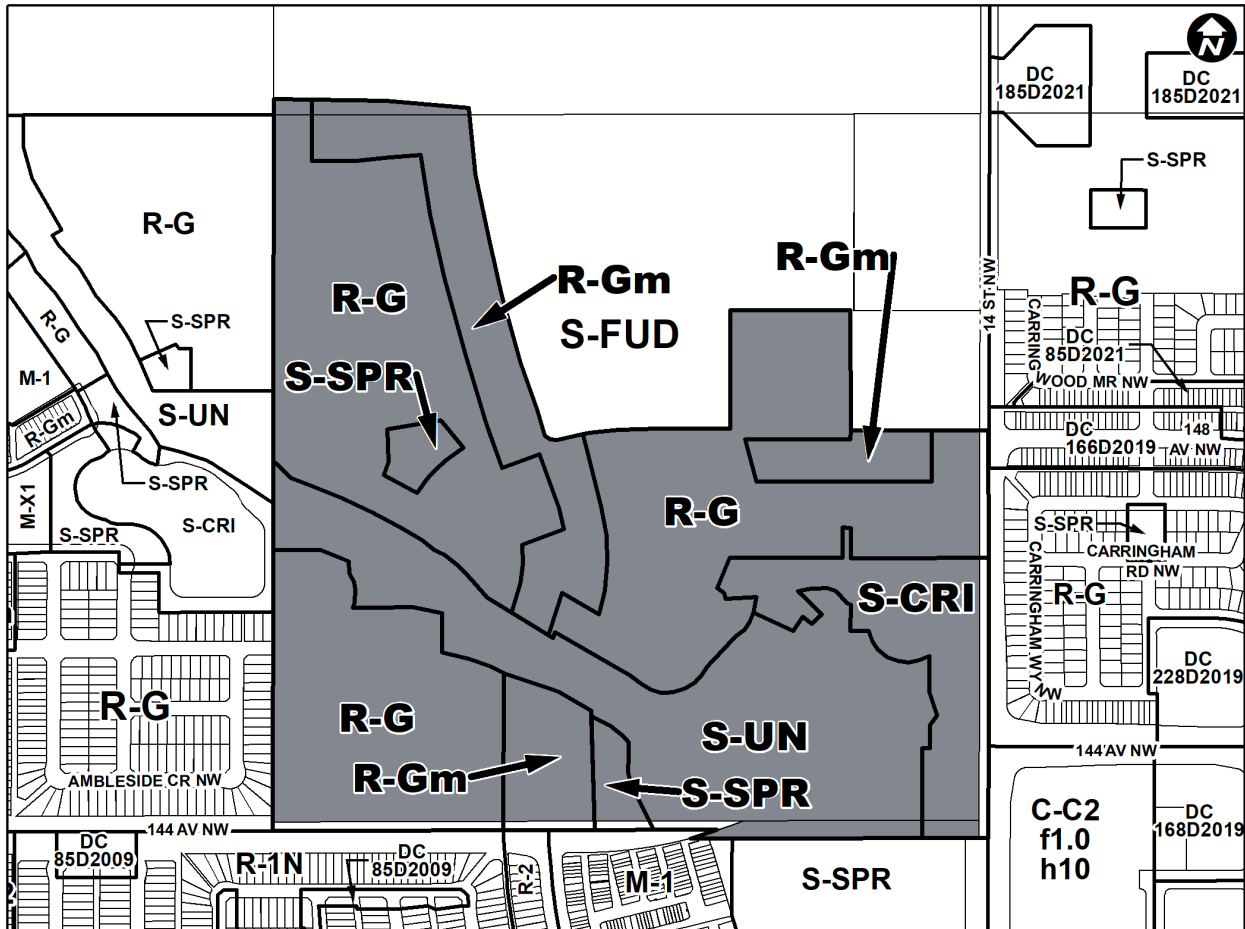 N
DC
185D2021
DC
185D2021
S-SPR
R-G
R-Gm
R-Gm
R-G
S-FUD
14 ST NW
R-G
CARRING
R-G
S-SPR
DC
85D2021
S-SPR
M-1
WOOD MR NW
S-UN
R-Gm
DC
166D2019
148
AV NW
S-SPR
M-X1
S-CRI
R-G
S-SPR
S-SPR
CARRINGHAM
RD NW
S-CRI
CARRINGHAM WY NW
R-G
DC
228D2019
R-G
R-G
S-UN
144 AV NW
R-Gm
S-SPR
AMBLESIDE CR NW
C-C2
f1.0
h10
DC
168D2019
144 AV NW
DC
85D2009
R-1N
DC
85D2009
R-2
M-1
S-SPR